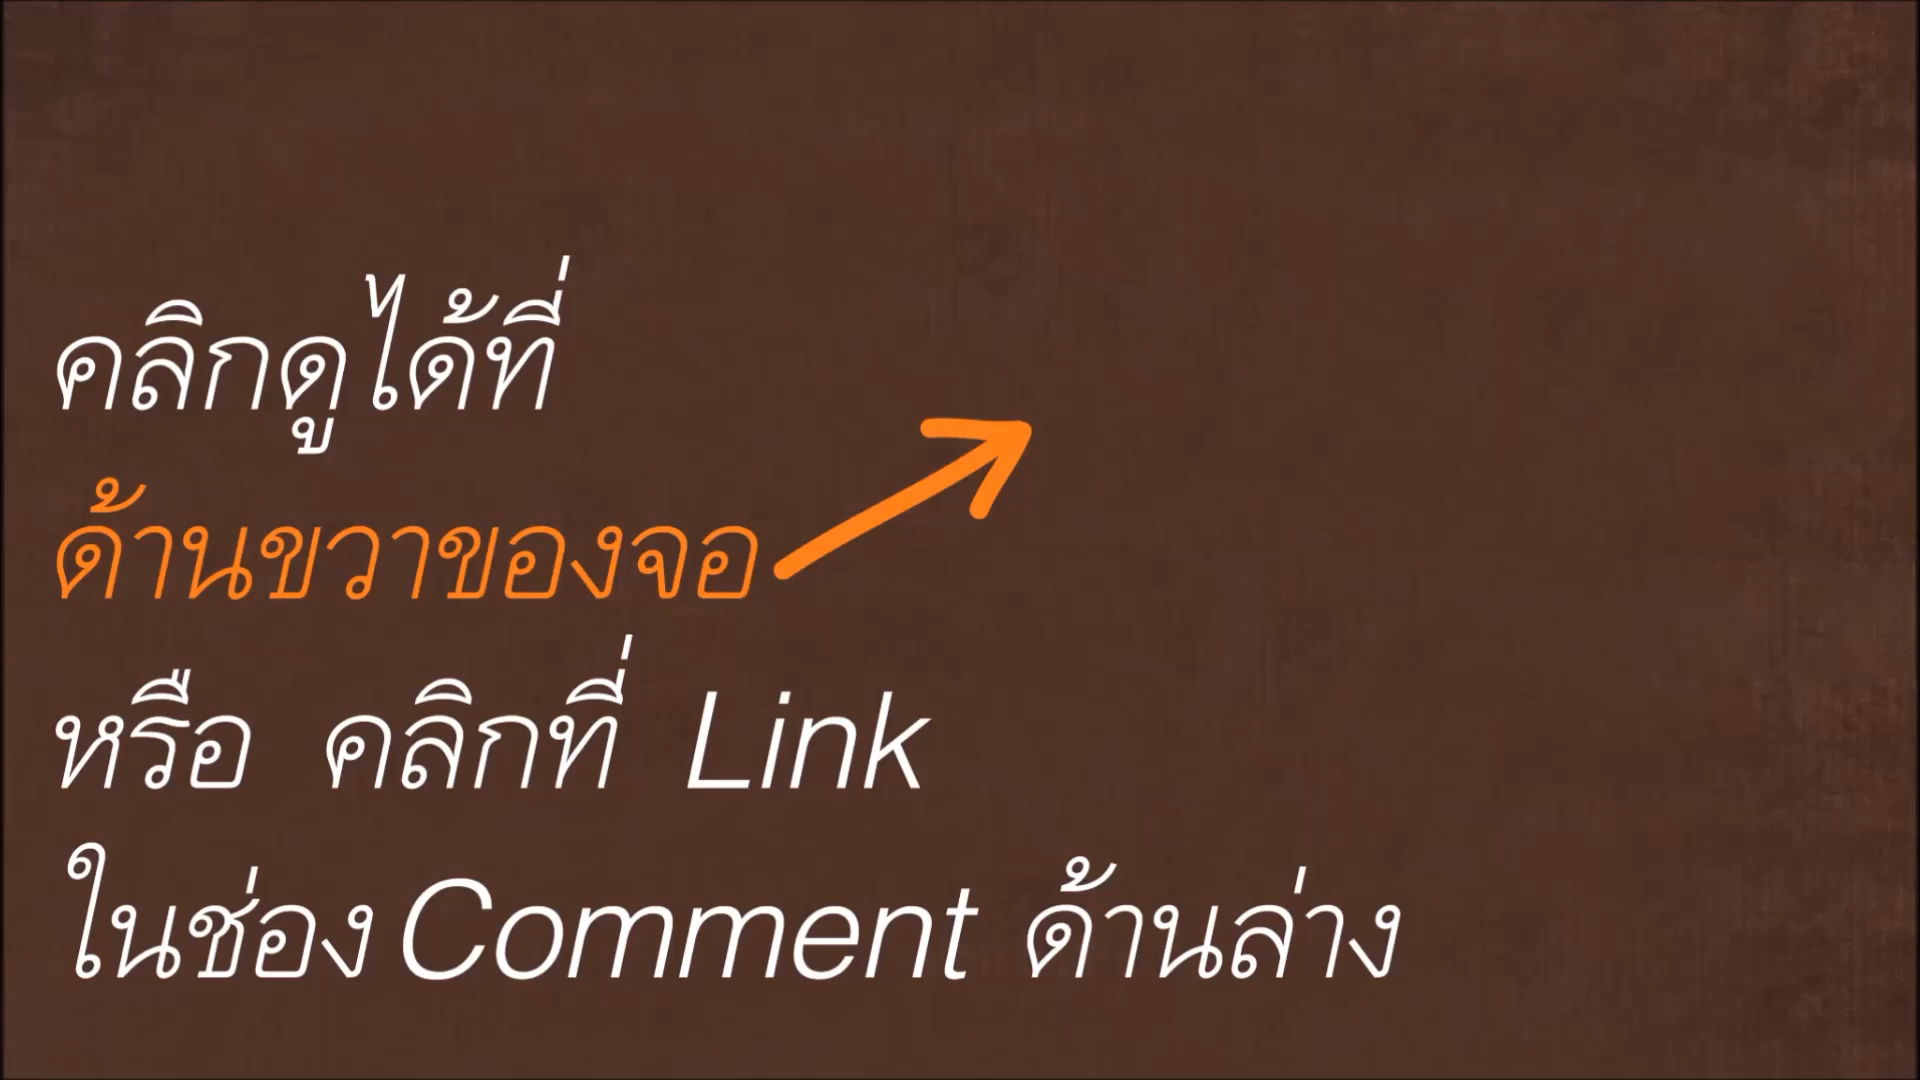 คลิกดูได้ที่
ด้านขวาของจอ
หรือ คลิกที่ Link
ในช่อง Comment ด้านล่าง